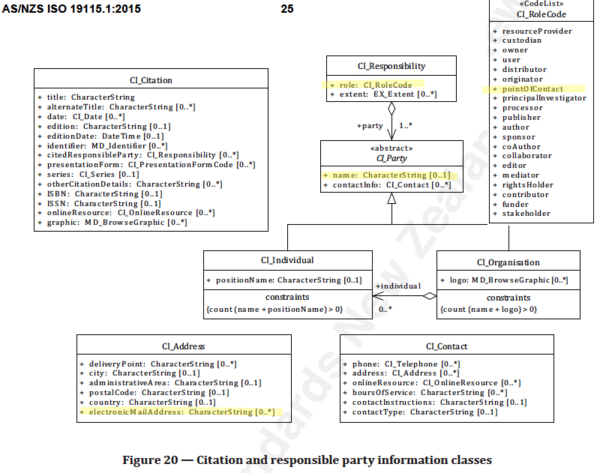 AS/NZS ISO 19115.1:2015
25
«CodeList»
CI_RoleCode
+ resourceProvider
+ custodian
+ owner
+ user
+ distributor
+ originator
+ pointOfContact
+ principalInvestigator
+ processor
+ publisher
+ author
+ sponsor
+ coAuthor
+ collaborator
+ editor
+ mediator
+ rightsHolder
+ contributor
+ funder
+ stakeholder
CI_Responsibility
+ role: CI_RoleCode
+ extent: EX_Extent [0..*]
+party
1..*
CI_Citation
+ title: CharacterString
+ alternateTitle: CharacterString [0..*]
+ date: CI_Date [0..*]
+ edition: CharacterString [0..1]
+ editionDate: DateTime [0..1]
+ identifier: MD_Identifier [0..*]
+ citedResponsibleParty: CI_Responsibility [0..*]
+ presentationForm: CI_PresentationFormCode [0..*]
+ series: CI_Series [0..1]
+ otherCitationDetails: CharacterString [0..*]
+ ISBN: CharacterString [0..1]
+ ISSN: CharacterString [0..1]
+ onlineResource: CI_OnlineResource [0..*]
+ graphic: MD_BrowseGraphic [0..*]
«abstract»
CI_Party
+ name: CharacterString [0..1]
+ contactInfo: CI_Contact [0..*]
CI_Individual
+ positionName: CharacterString [0..1]
constraints
{count (name + positionName) > 0}
+individual
0..*
CI_Organisation
+ logo: MD_BrowseGraphic [0..*]
constraints
{count (name + logo) > 0}
CI_Address
+ deliveryPoint: CharacterString [0..*]
+ city: CharacterString [0..1]
+ administrativeArea: CharacterString [0..1]
+ postalCode: CharacterString [0..1]
+ country: CharacterString [0..1]
+ electronicMailAddress: CharacterString [0..*]
CI_Contact
+ phone: CI_Telephone [0..*]
+ address: CI_Address [0..*]
+ onlineResource: CI_OnlineResource [0..*]
+ hoursOfService: CharacterString [0..*]
+ contactInstructions: CharacterString [0..1]
+ contactType: CharacterString [0..1]
Figure 20 — Citation and responsible party information classes